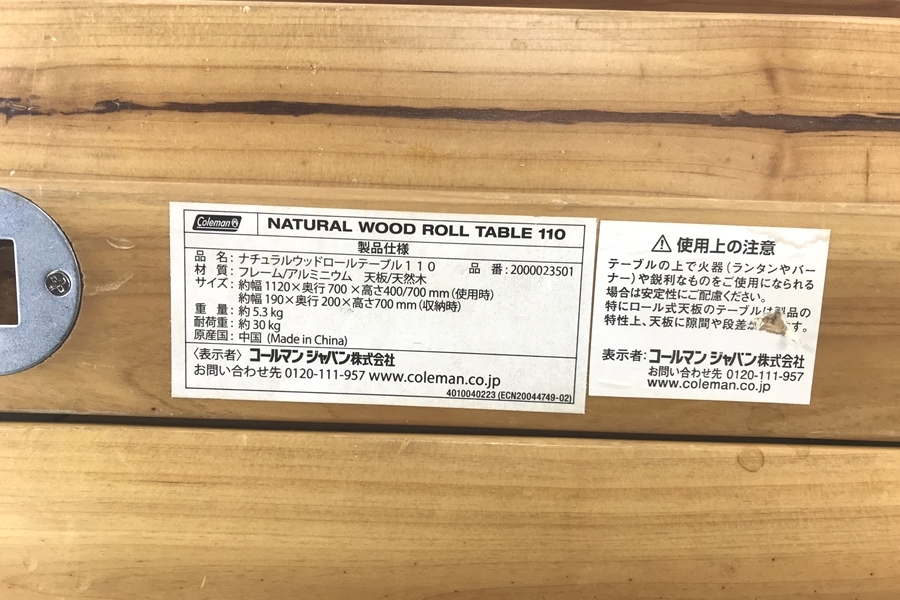 Coleman NATURAL WOOD ROLL TABLE 110
製品仕様
品 名：ナチュラルウッドロールテーブル１１０ 品 番：2000023501
材 質：フレーム/アルミニウム 天板/天然木
サイズ：約幅1120×奥行700×高さ400/700mm(使用時)
約幅190×奥行200×高さ700mm(収納時)
重 量：約5.3kg
耐荷重：約30kg
原産国：中国 (Made in China)
〈表示者〉コールマン ジャパン株式会社
お問い合わせ先 0120-111-957 www.coleman.co.jp
4010040223 (ECN20044749-02)
⚠ 使用上の注意
テーブルの上で火器(ランタンやバー
ナー)や鋭利なものをご使用になられる
場合は安定性にご配慮ください。
特にロール式天板のテーブルは製品の
特性上、天板に隙間や段差が す。
表示者：コールマン ジャパン株式会社
お問い合わせ先 0120-111-957
www.coleman.co.jp